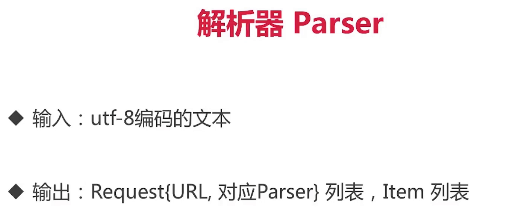 解析器 Parser
◆ 输入：utf-8编码的文本
◆ 输出：Request{URL, 对应Parser} 列表，Item 列表